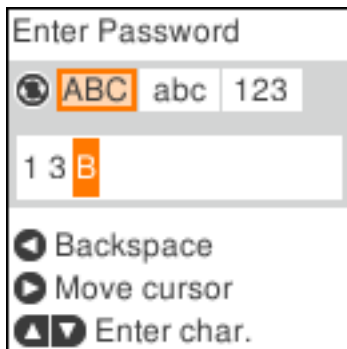 Enter Password
ABC abc 123
1 3 B
Backspace
Move cursor
Enter char.